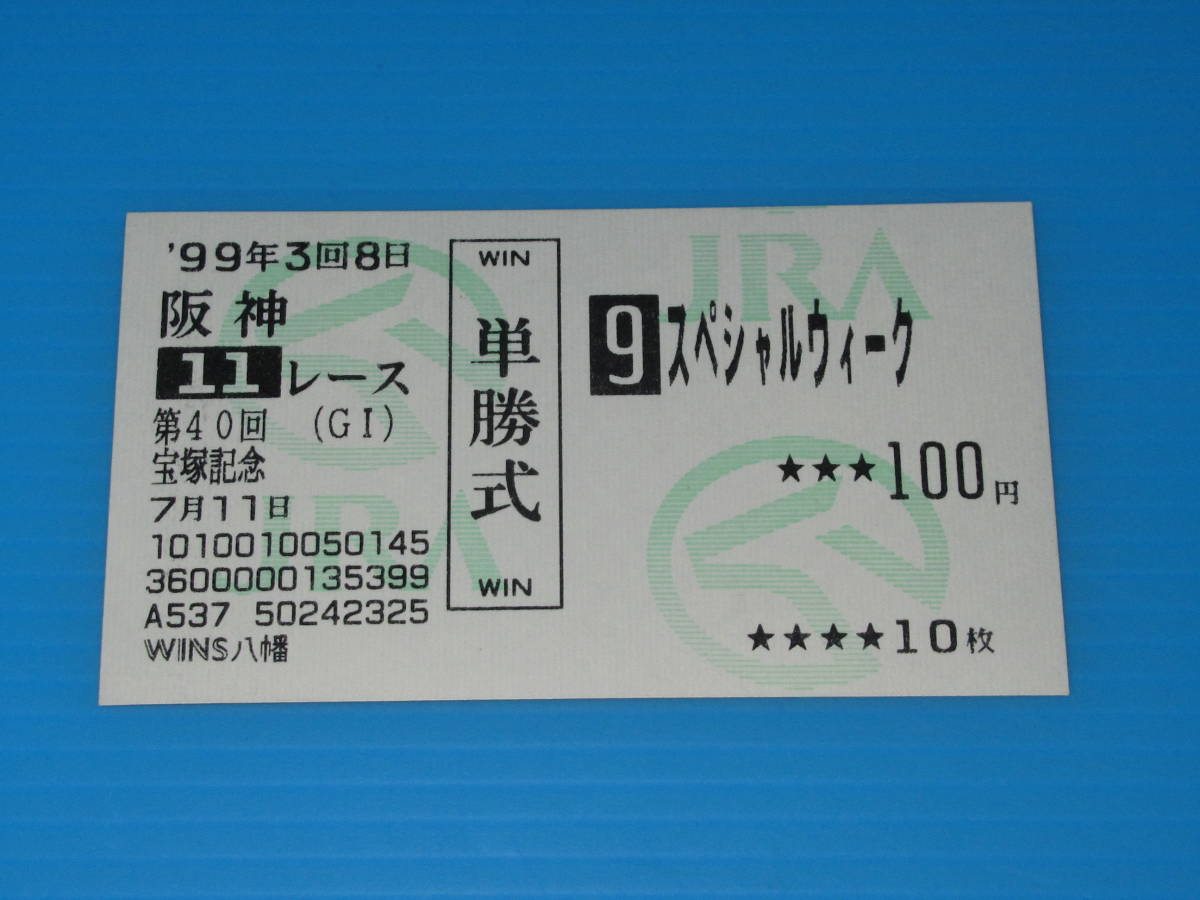 '99年3回8日
阪神
11レース
第40回 (GI)
宝塚記念
7月11日
1010010050145
3600000135399
A537 50242325
WINS八幡
WIN
単勝式
WIN
JRA
9スペシャルウィーク
★★★100円
★★★★10枚
JRA